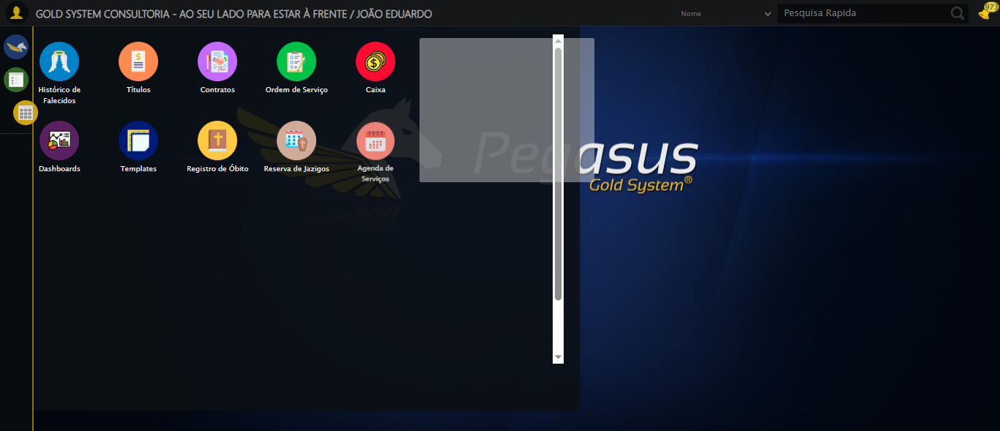 GOLD SYSTEM CONSULTORIA - AO SEU LADO PARA ESTAR À FRENTE / JOÃO EDUARDO
Nome
Pesquisa Rapida
973
Histórico de
Falecidos
Títulos
Contratos
Ordem de Serviço
Caixa
Dashboards
Templates
Registro de Óbito
Reserva de Jazigos
Agenda de
Serviços
Pegasus
Gold System®